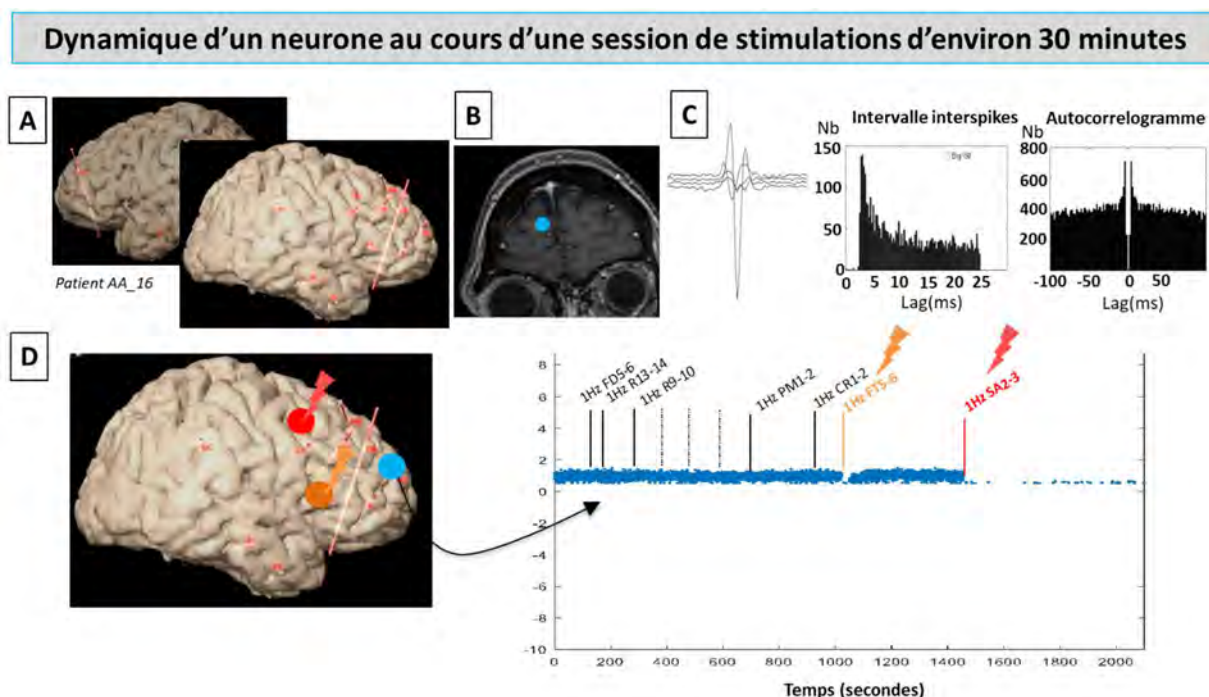 Dynamique d’un neurone au cours d’une session de stimulations d’environ 30 minutes
A
Patient AA_16
B
C
Intervalle interspikes
Nb
150
100
50
0
0 5 10 15 20 25
Lag(ms)
Autocorrelogramme
Nb
800
600
400
200
-100 -50 0 50
Lag(ms)
D
1Hz FD5-6
1Hz R13-14
1Hz R9-10
1Hz PM1-2
1Hz CR1-2
1Hz FT5-6
1Hz SA2-3
8
6
4
2
0
-2
-4
-6
-8
-10
0 200 400 600 800 1000 1200 1400 1600 1800 2000
Temps (secondes)